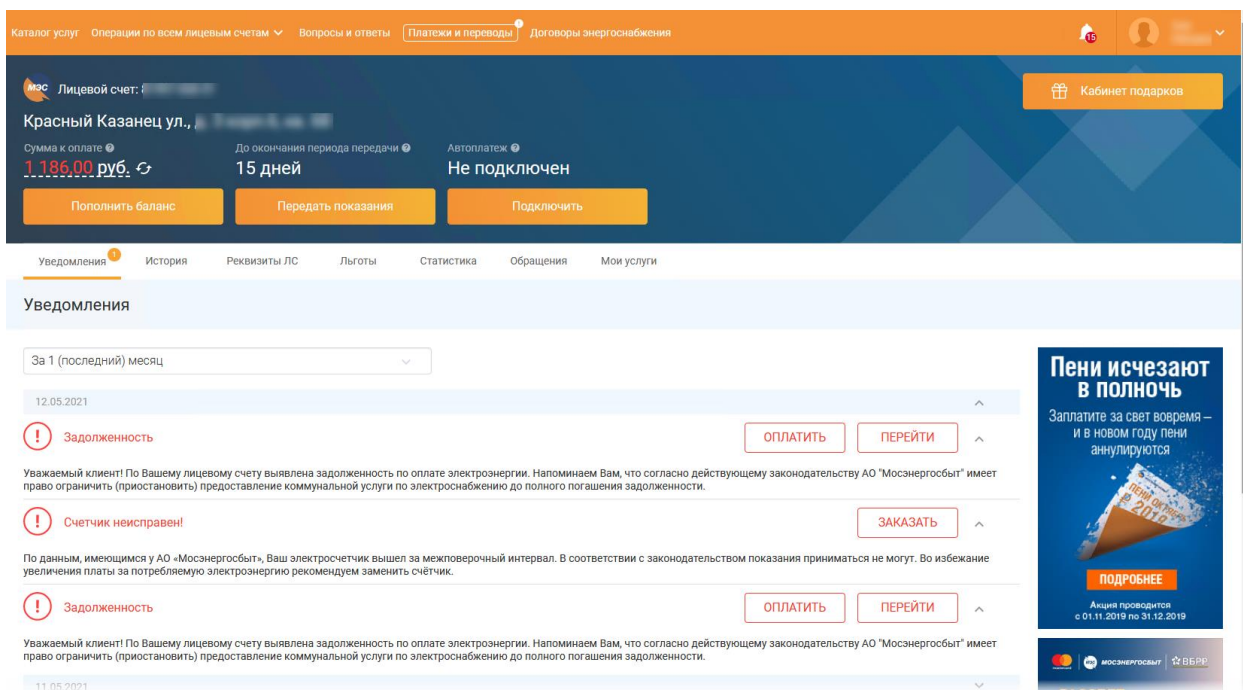 Каталог услуг Операции по всем лицевым счетам Вопросы и ответы Платежи и переводы Договоры энергоснабжения 15
мэс Лицевой счет:
Кабинет подарков
Красный Казанец ул.,
Сумма к оплате До окончания периода передачи Автоплатеж
1 186,00 руб. 15 дней Не подключен
Пополнить баланс Передать показания Подключить
Уведомления 1 История Реквизиты ЛС Льготы Статистика Обращения Мои услуги
Уведомления
За 1 (последний) месяц
12.05.2021
Задолженность ОПЛАТИТЬ ПЕРЕЙТИ
Уважаемый клиент! По Вашему лицевому счету выявлена задолженность по оплате электроэнергии. Напоминаем Вам, что согласно действующему законодательству АО "Мосэнергосбыт" имеет
право ограничить (приостановить) предоставление коммунальной услуги по электроснабжению до полного погашения задолженности.
Счетчик неисправен! ЗАКАЗАТЬ
По данным, имеющимся у АО «Мосэнергосбыт», Ваш электросчетчик вышел за межповерочный интервал. В соответствии с законодательством показания приниматься не могут. Во избежание
увеличения платы за потребляемую электроэнергию рекомендуем заменить счётчик.
Задолженность ОПЛАТИТЬ ПЕРЕЙТИ
Уважаемый клиент! По Вашему лицевому счету выявлена задолженность по оплате электроэнергии. Напоминаем Вам, что согласно действующему законодательству АО "Мосэнергосбыт" имеет
право ограничить (приостановить) предоставление коммунальной услуги по электроснабжению до полного погашения задолженности.
11.05.2021
Пени исчезают
в полночь
Заплатите за свет вовремя –
и в новом году пени
аннулируются
ПЕНИ ОКТЯБРЬ
2019
ПОДРОБНЕЕ
Акция проводится
с 01.11.2019 по 31.12.2019
мэс МОСЭНЕРГОСБЫТ ВБРР